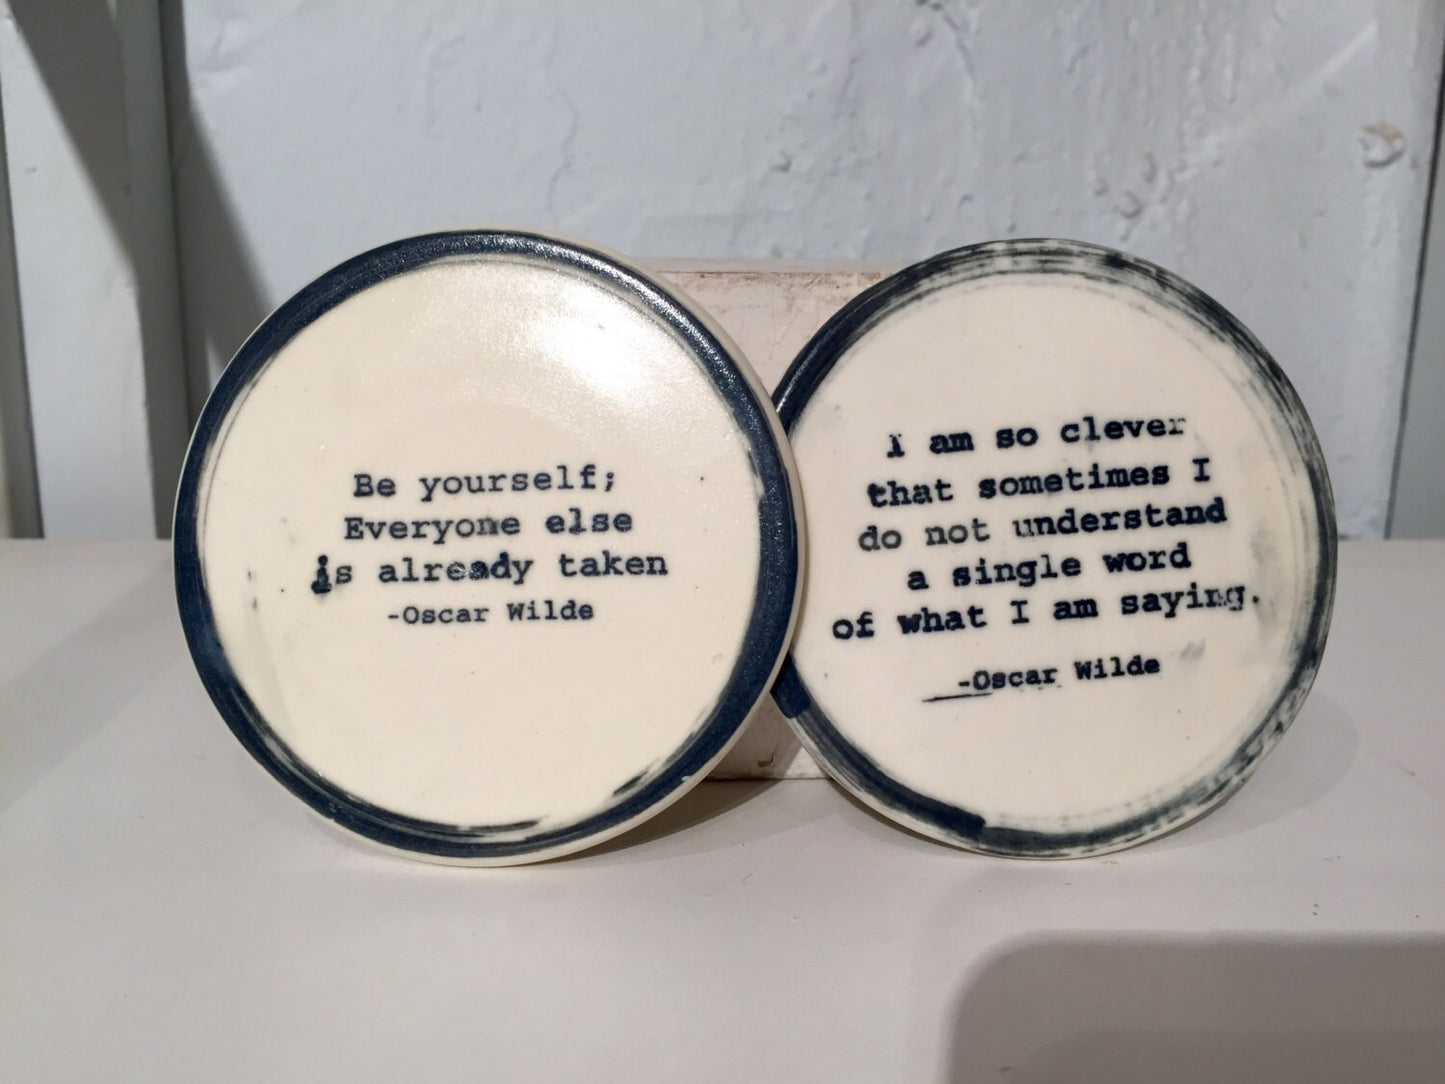 Be yourself;
Everyone else
is already taken
-Oscar Wilde
I am so clever
that sometimes I
do not understand
a single word
of what I am saying.
-Oscar Wilde